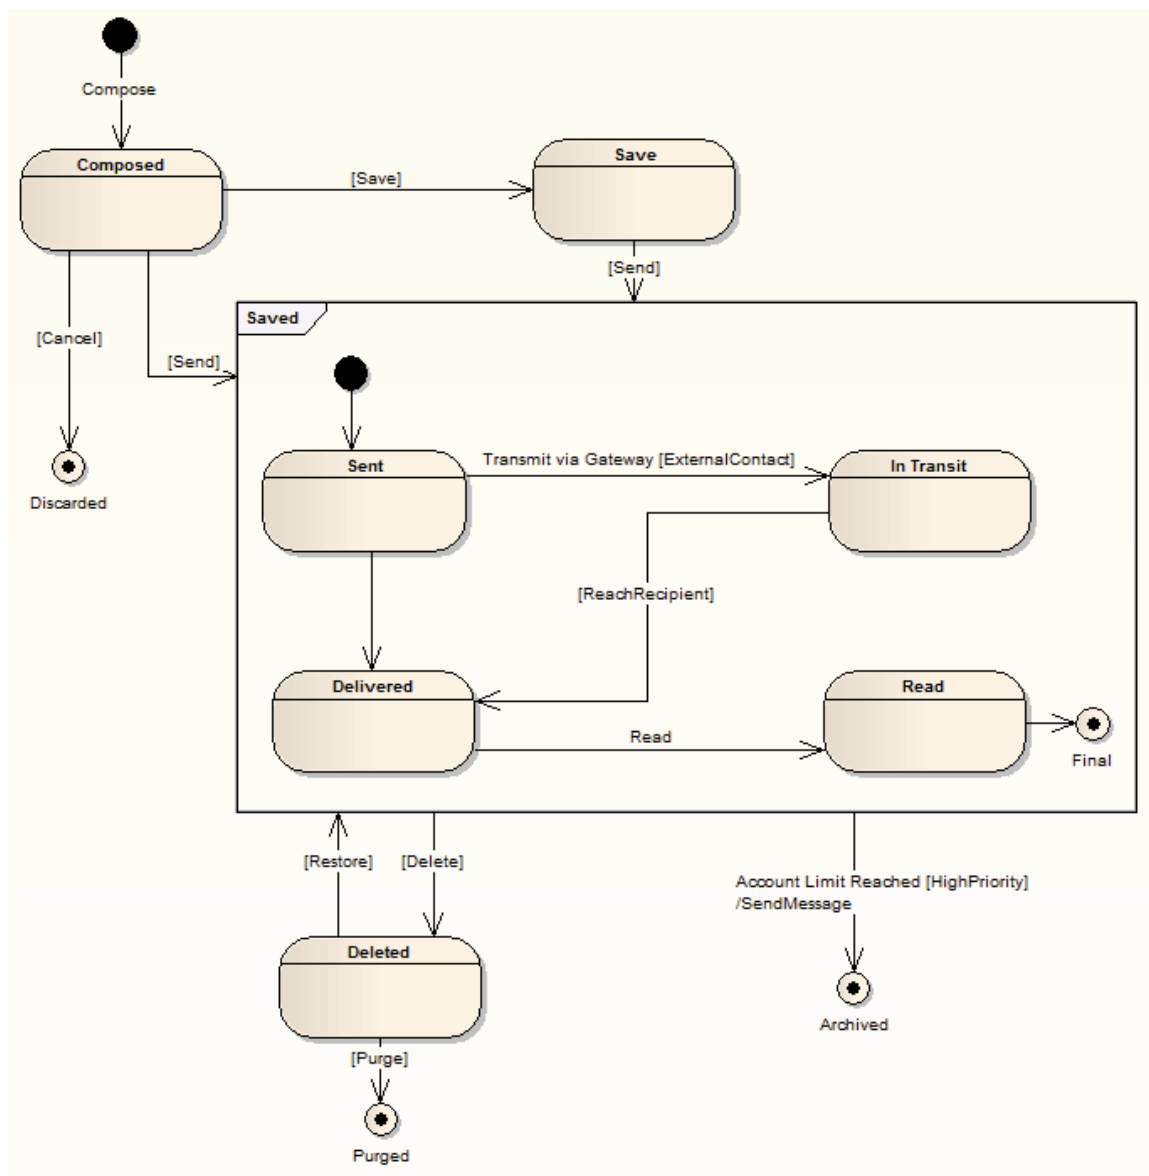 Compose
Composed
Save
[Save]
[Send]
Saved
[Cancel]
[Send]
Sent
Transmit via Gateway [ExternalContact]
In Transit
Discarded
[ReachRecipient]
Delivered
Read
Read
Final
[Restore]
[Delete]
Account Limit Reached [HighPriority]
/SendMessage
Deleted
Archived
[Purge]
Purged